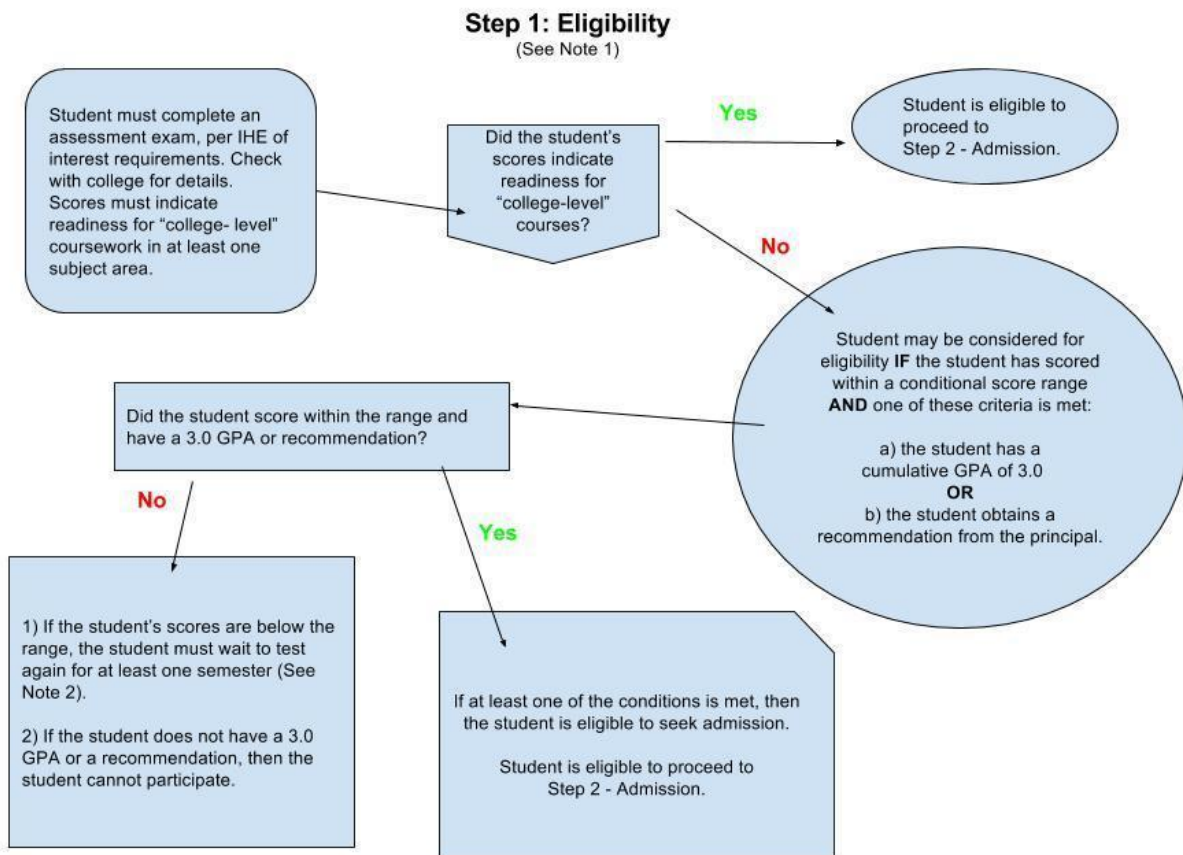 Step 1: Eligibility
(See Note 1)
Student must complete an
assessment exam, per IHE of
interest requirements. Check
with college for details.
Scores must indicate
readiness for “college- level”
coursework in at least one
subject area.
Did the student’s
scores indicate
readiness for
“college-level”
courses?
Yes
Student is eligible to
proceed to
Step 2 - Admission.
No
Student may be considered for
eligibility IF the student has scored
within a conditional score range
AND one of these criteria is met:
a) the student has a
cumulative GPA of 3.0
OR
b) the student obtains a
recommendation from the principal.
Did the student score within the range and
have a 3.0 GPA or recommendation?
No
Yes
1) If the student’s scores are below the
range, the student must wait to test
again for at least one semester (See
Note 2).
2) If the student does not have a 3.0
GPA or a recommendation, then the
student cannot participate.
If at least one of the conditions is met, then
the student is eligible to seek admission.
Student is eligible to proceed to
Step 2 - Admission.